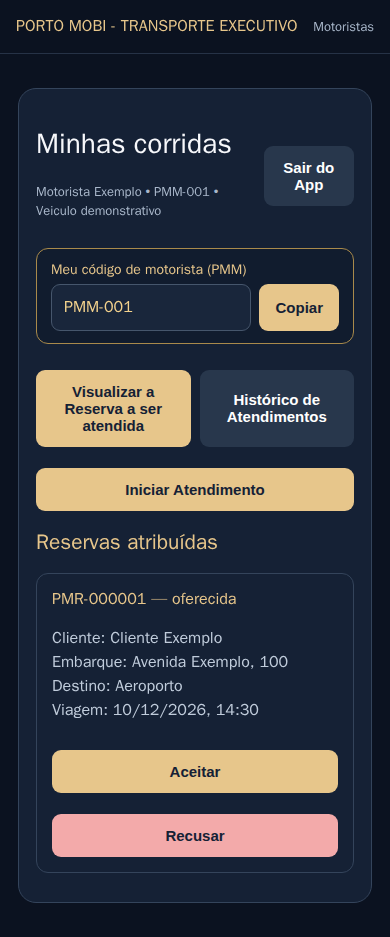 PORTO MOBI - TRANSPORTE EXECUTIVO
Motoristas
Minhas corridas
Sair do
App
Motorista Exemplo • PMM-001 •
Veiculo demonstrativo
Meu código de motorista (PMM)
PMM-001
Copiar
Visualizar a
Reserva a ser
atendida
Histórico de
Atendimentos
Iniciar Atendimento
Reservas atribuídas
PMR-000001 — oferecida
Cliente: Cliente Exemplo
Embarque: Avenida Exemplo, 100
Destino: Aeroporto
Viagem: 10/12/2026, 14:30
Aceitar
Recusar